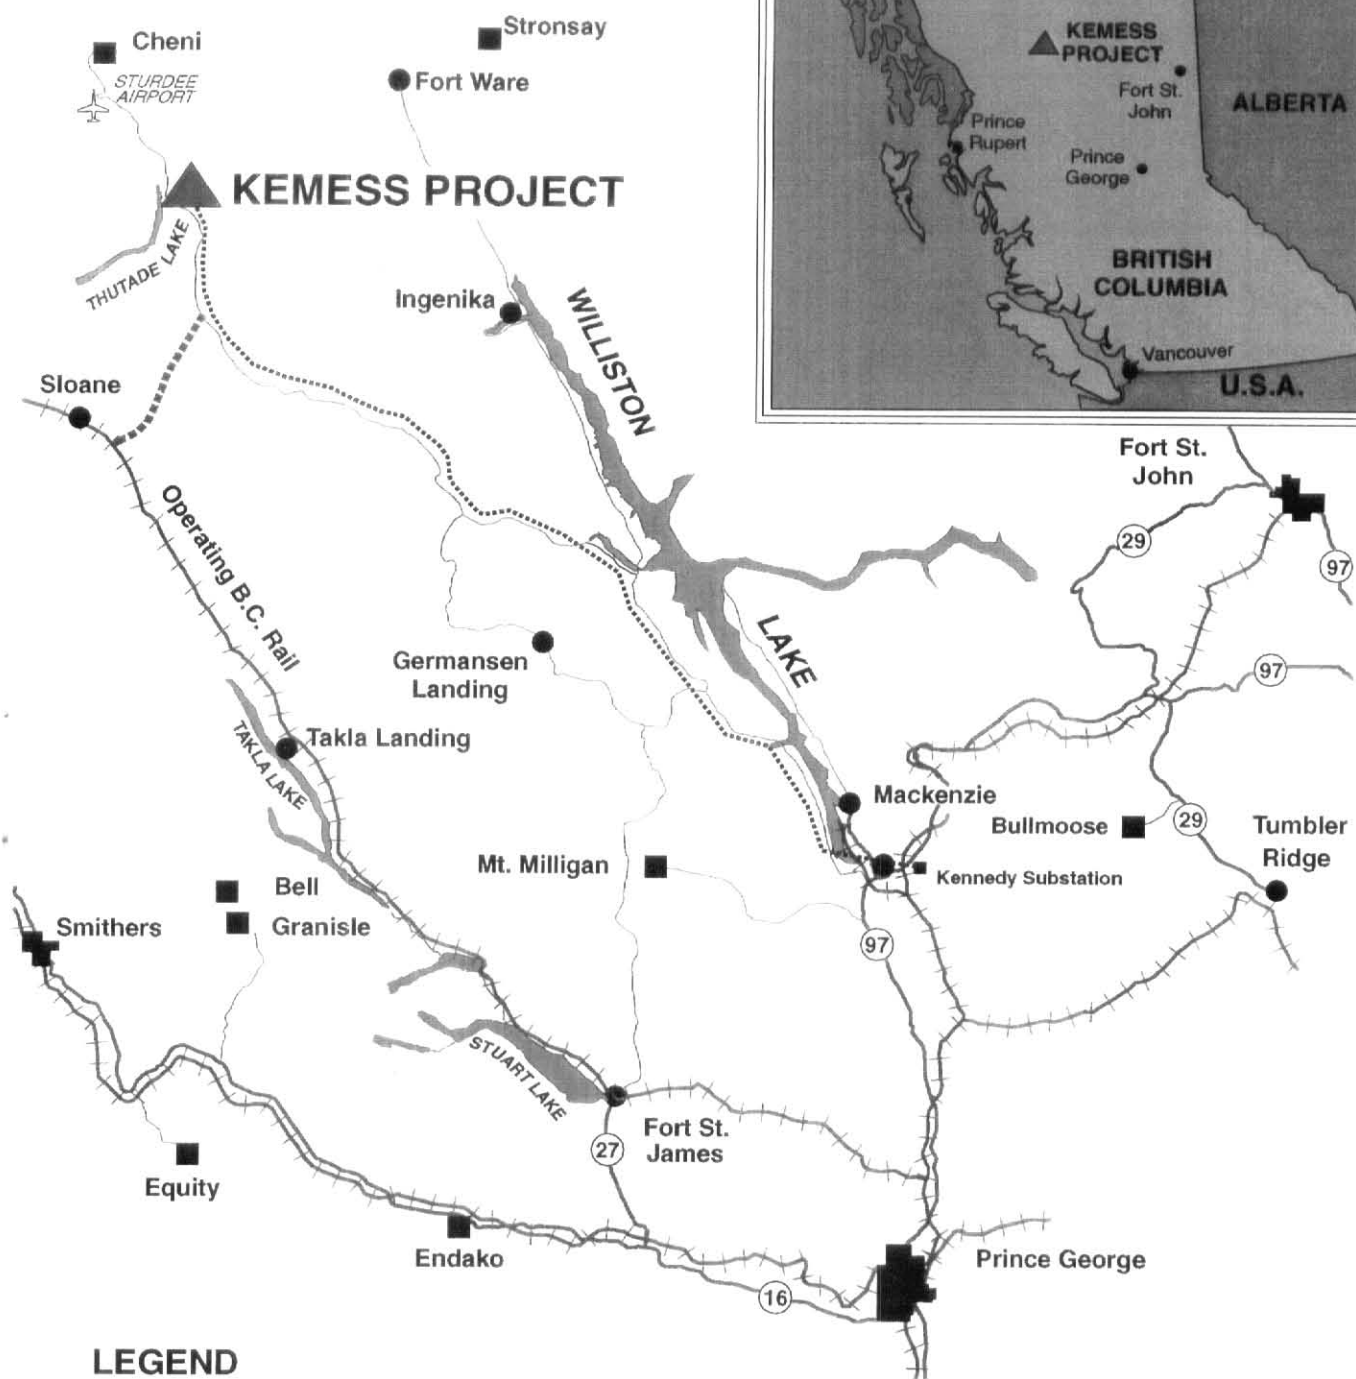 Stronsay
Cheni
STURDEE
AIRPORT
Fort Ware
KEMESS PROJECT
THUTADE LAKE
Ingenika
WILLISTON
LAKE
Sloane
Operating B.C. Rail
Germansen
Landing
Takla Landing
TAKLA LAKE
Mackenzie
Bullmoose
Tumbler
Ridge
Mt. Milligan
Kennedy Substation
Bell
Granisle
Smithers
STUART LAKE
Fort St.
James
Equity
Endako
Prince George
Fort St.
John
29
97
97
29
97
27
16
LEGEND
KEMESS
PROJECT
Fort St.
John
ALBERTA
Prince
Rupert
Prince
George
BRITISH
COLUMBIA
Vancouver
U.S.A.